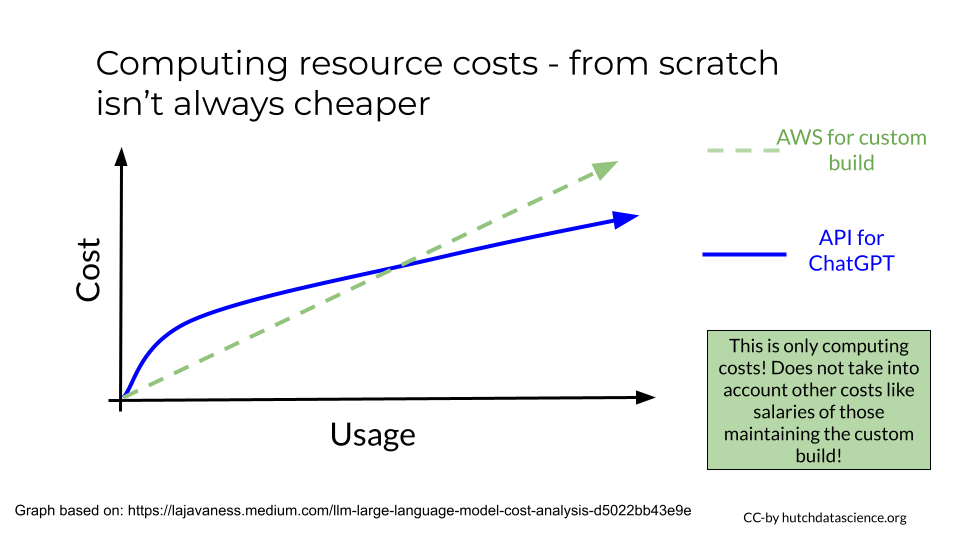 Computing resource costs - from scratch
isn’t always cheaper
AWS for custom
build
API for
ChatGPT
Cost
Usage
This is only computing
costs! Does not take into
account other costs like
salaries of those
maintaining the custom
build!
Graph based on: https://lajavaness.medium.com/llm-large-language-model-cost-analysis-d5022bb43e9e
CC-by hutchdatascience.org